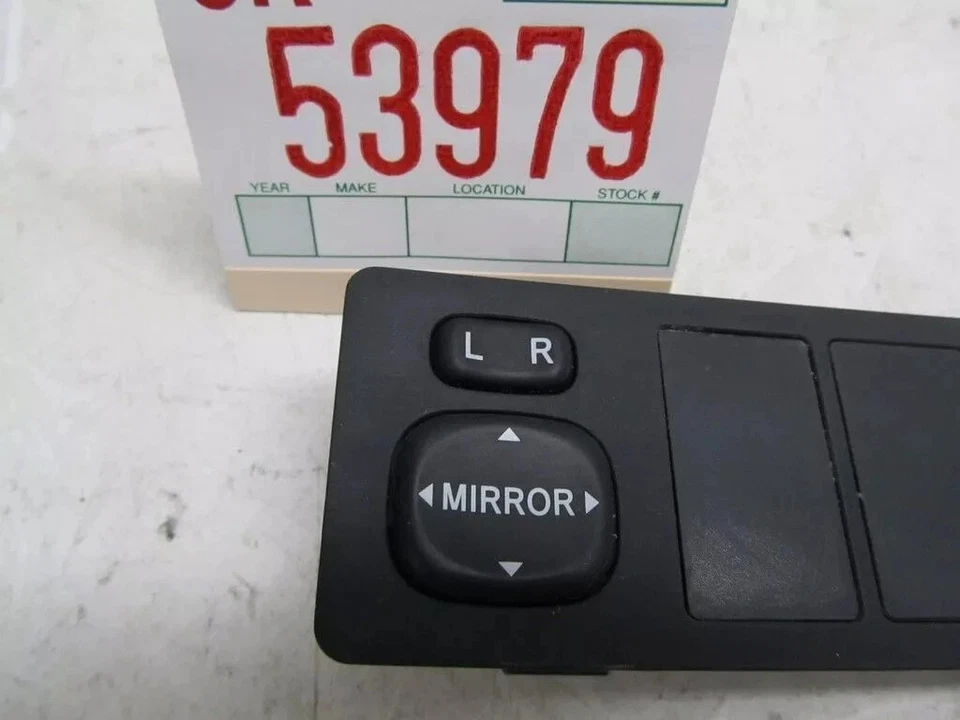 53979
YEAR MAKE LOCATION STOCK #
L R
MIRROR